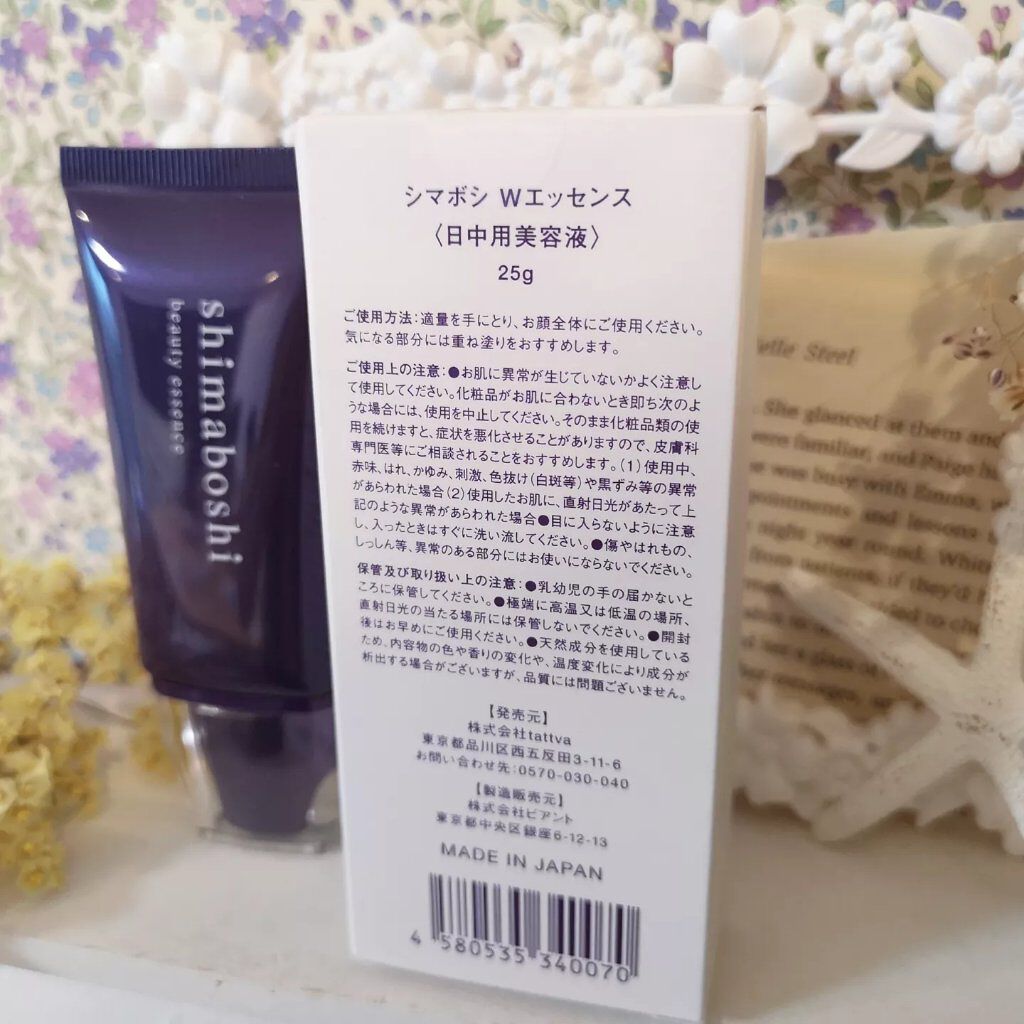 shimaboshi
beauty essence
シマボシ Wエッセンス
〈日中用美容液〉
25g
ご使用方法:適量を手にとり、お顔全体にご使用ください。
気になる部分には重ね塗りをおすすめします。
ご使用上の注意:●お肌に異常が生じていないかよく注意し
て使用してください。化粧品がお肌に合わないとき即ち次のよ
うな場合には、使用を中止してください。そのまま化粧品類の使
用を続けますと、症状を悪化させることがありますので、皮膚科
専門医等にご相談されることをおすすめします。(1)使用中、
赤味、はれ、かゆみ、刺激、色抜け(白斑等)や黒ずみ等の異常
があらわれた場合(2)使用したお肌に、直射日光があたって上
記のような異常があらわれた場合●目に入らないように注意
し、入ったときはすぐに洗い流してください。●傷やはれもの、
しっしん等、異常のある部分にはお使いにならないでください。
保管及び取り扱い上の注意:●乳幼児の手の届かないと
ころに保管してください。●極端に高温又は低温の場所、
直射日光の当たる場所には保管しないでください。●開封
後はお早めにご使用ください。●天然成分を使用している
ため、内容物の色や香りの変化や、温度変化により成分が
析出する場合がございますが、品質には問題ございません。
【発売元】
株式会社tattva
東京都品川区西五反田3-11-6
お問い合わせ先:0570-030-040
【製造販売元】
株式会社ピアント
東京都中央区銀座6-12-13
MADE IN JAPAN
4 580535 340070
elle Steel
She glanced at them and
were familiar, and Paige
was busy with Emma,
and lessons
night year round.
from patients, if they'd